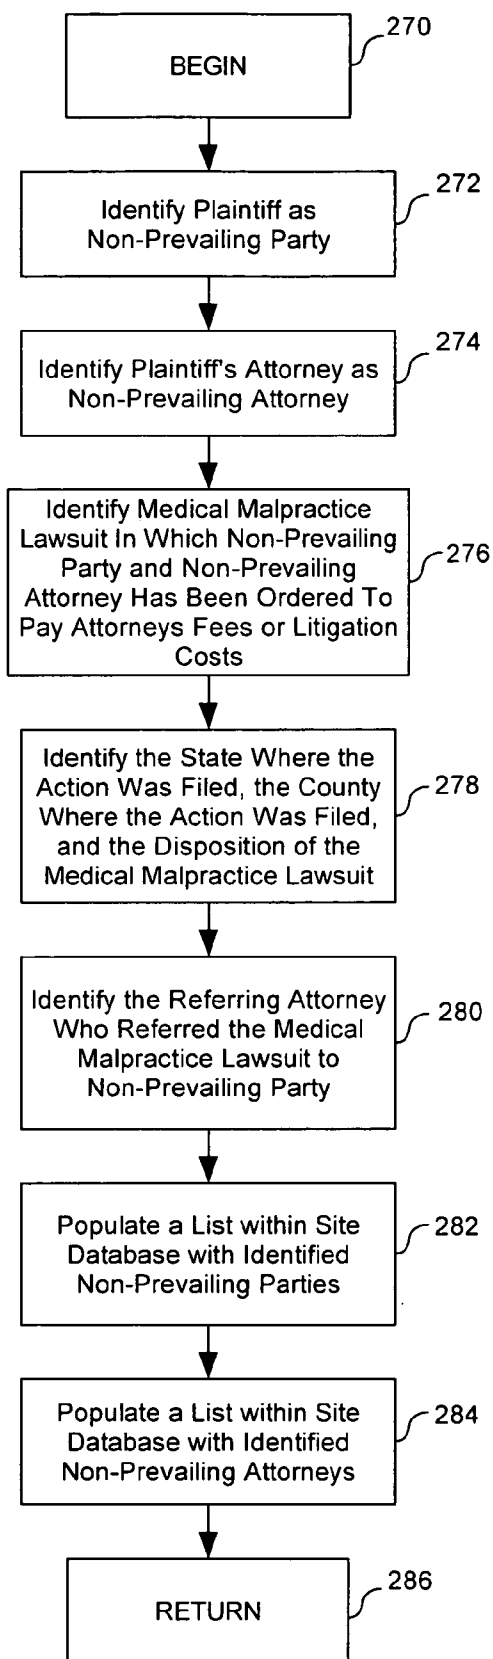 BEGIN
270
Identify Plaintiff as
Non-Prevailing Party
272
Identify Plaintiff's Attorney as
Non-Prevailing Attorney
274
Identify Medical Malpractice
Lawsuit In Which Non-Prevailing
Party and Non-Prevailing
Attorney Has Been Ordered To
Pay Attorneys Fees or Litigation
Costs
276
Identify the State Where the
Action Was Filed, the County
Where the Action Was Filed,
and the Disposition of the
Medical Malpractice Lawsuit
278
Identify the Referring Attorney
Who Referred the Medical
Malpractice Lawsuit to
Non-Prevailing Party
280
Populate a List within Site
Database with Identified
Non-Prevailing Parties
282
Populate a List within Site
Database with Identified
Non-Prevailing Attorneys
284
RETURN
286